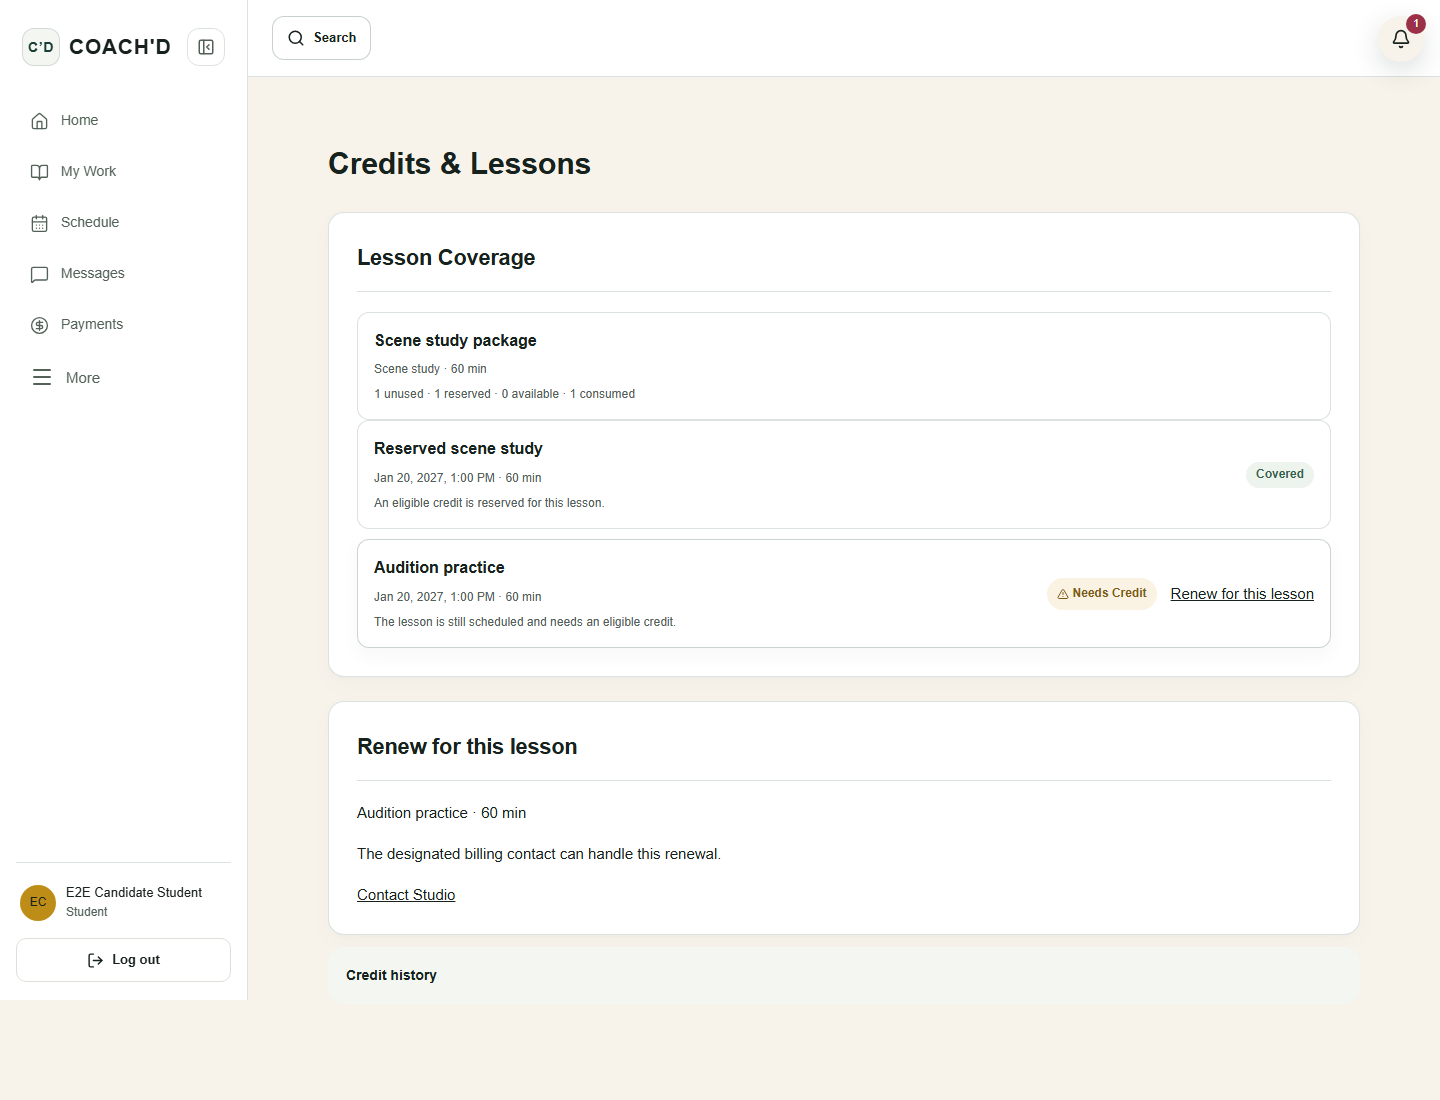 C'D COACH'D
Search
1
Home
My Work
Schedule
Messages
Payments
More
Credits & Lessons
Lesson Coverage
Scene study package
Scene study · 60 min
1 unused · 1 reserved · 0 available · 1 consumed
Reserved scene study
Jan 20, 2027, 1:00 PM · 60 min
An eligible credit is reserved for this lesson.
Covered
Audition practice
Jan 20, 2027, 1:00 PM · 60 min
The lesson is still scheduled and needs an eligible credit.
Needs Credit
Renew for this lesson
Renew for this lesson
Audition practice · 60 min
The designated billing contact can handle this renewal.
Contact Studio
Credit history
EC
E2E Candidate Student
Student
Log out